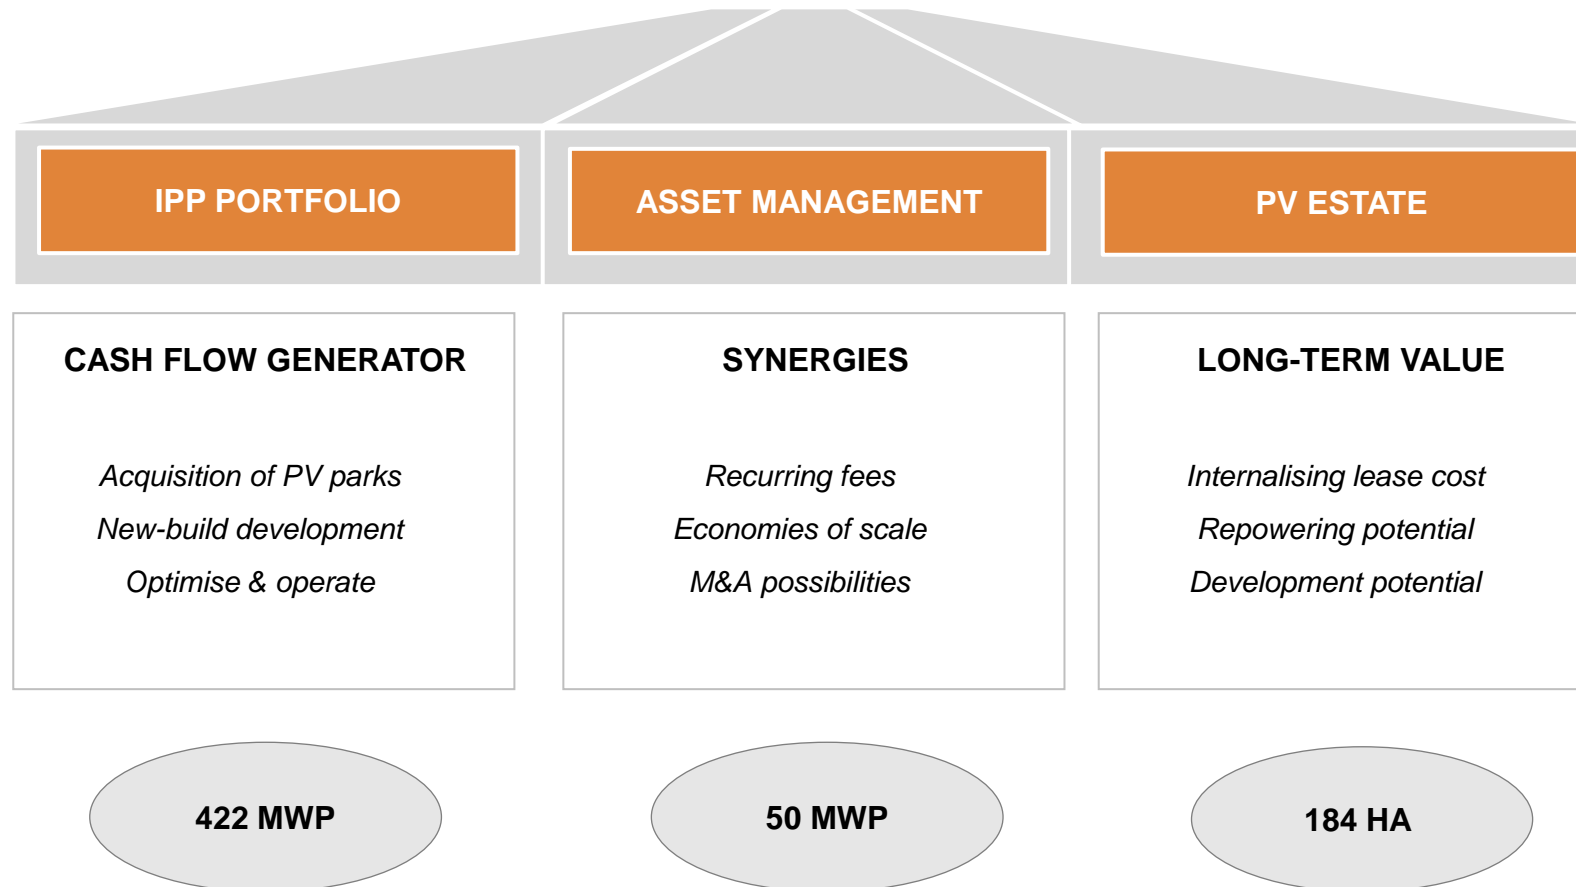 IPP PORTFOLIO
ASSET MANAGEMENT
PV ESTATE
CASH FLOW GENERATOR
Acquisition of PV parks
New-build development
Optimise & operate
SYNERGIES
Recurring fees
Economies of scale
M&A possibilities
LONG-TERM VALUE
Internalising lease cost
Repowering potential
Development potential
422 MWP
50 MWP
184 HA